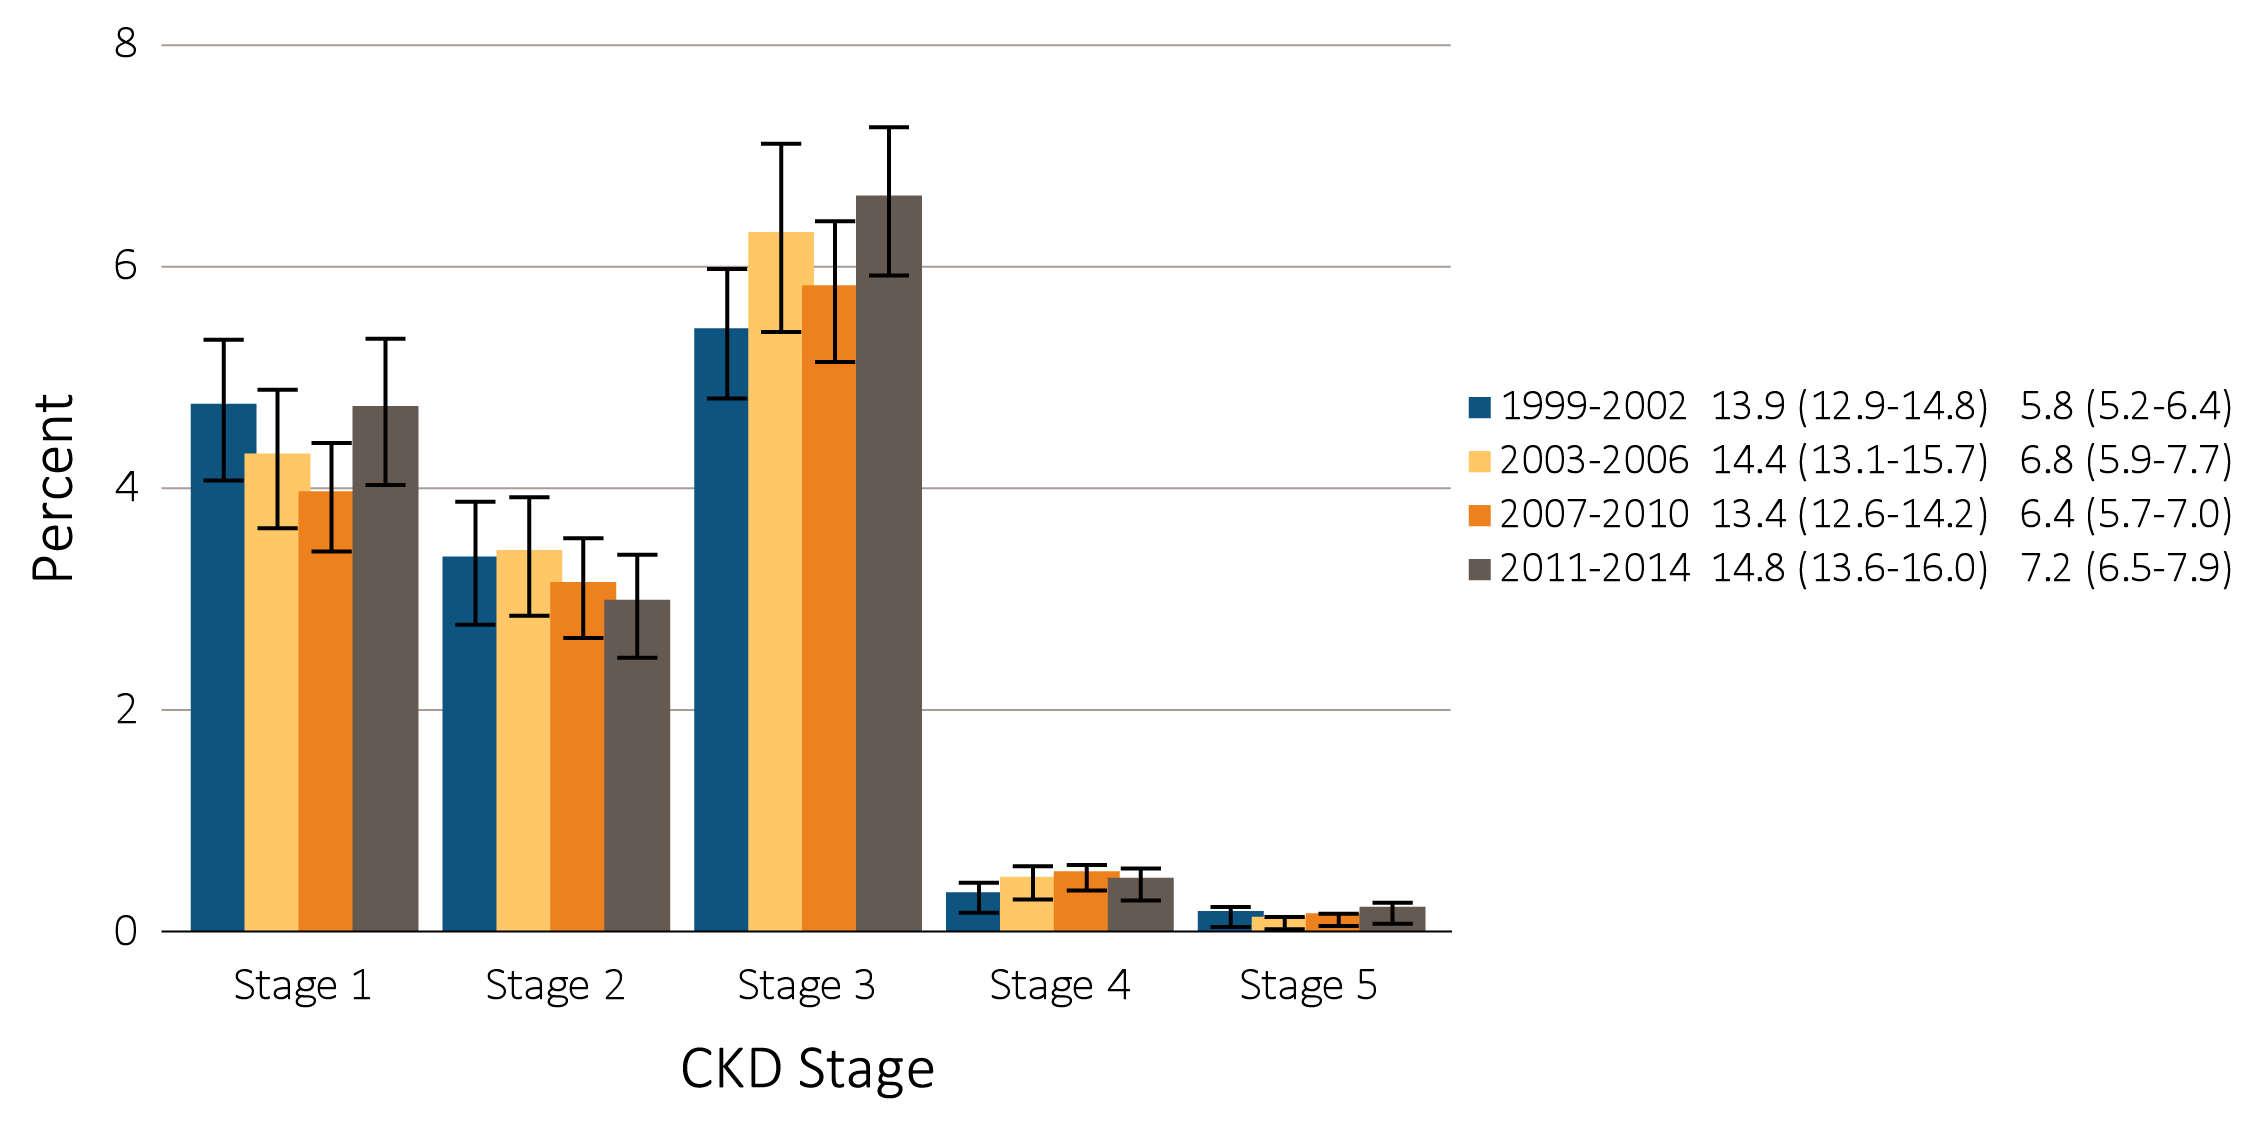 8
6
4
2
0
Percent
Stage 1
Stage 2
Stage 3
Stage 4
Stage 5
CKD Stage
1999-2002 13.9 (12.9-14.8) 5.8 (5.2-6.4)
2003-2006 14.4 (13.1-15.7) 6.8 (5.9-7.7)
2007-2010 13.4 (12.6-14.2) 6.4 (5.7-7.0)
2011-2014 14.8 (13.6-16.0) 7.2 (6.5-7.9)